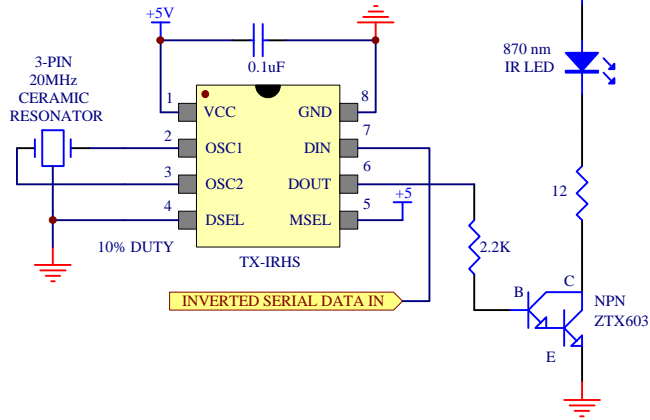 +5V
0.1uF
870 nm
IR LED
3-PIN
20MHz
CERAMIC
RESONATOR
1
VCC
GND
8
2
OSC1
DIN
7
3
OSC2
DOUT
6
4
DSEL
MSEL
5
+5
12
10% DUTY
TX-IRHS
2.2K
INVERTED SERIAL DATA IN
B
C
E
NPN
ZTX603